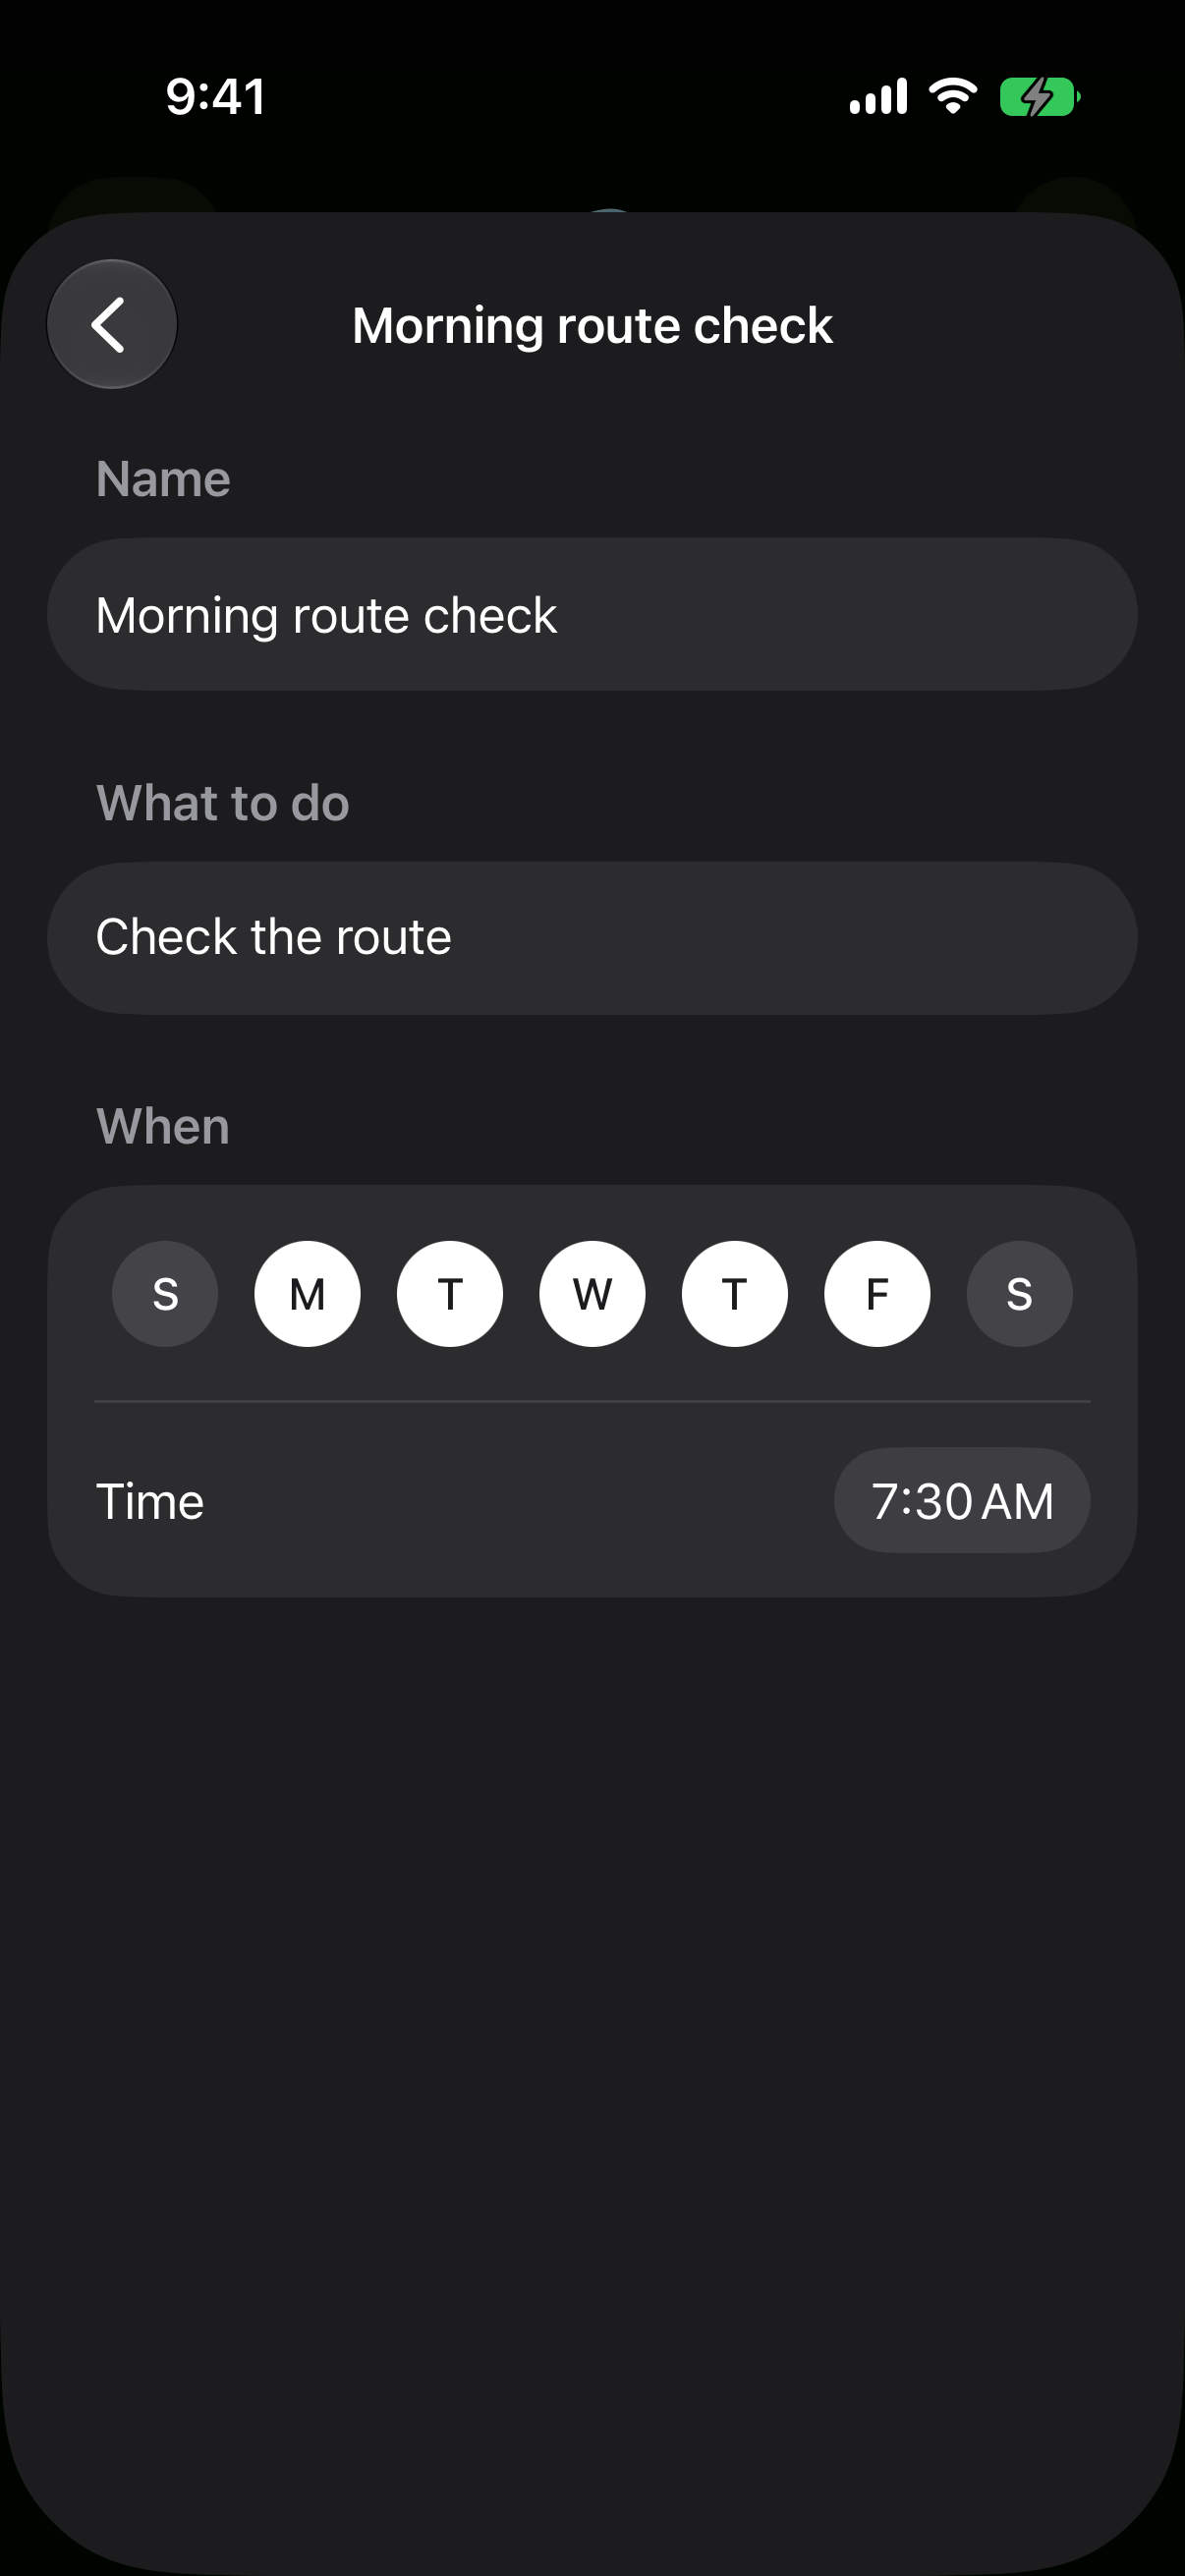 9:41
Morning route check
Name
Morning route check
What to do
Check the route
When
S M T W T F S
Time 7:30 AM